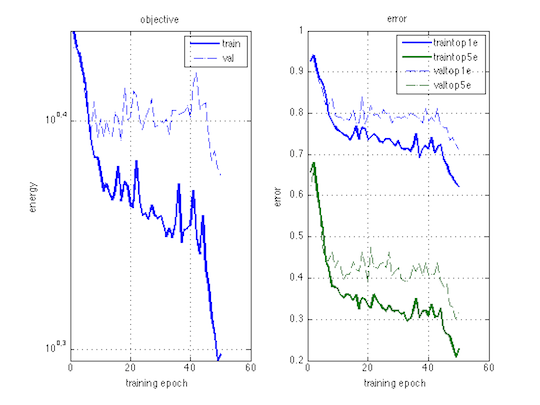 objective
train
val
10^0.4
10^0.3
energy
0
20
40
60
training epoch
error
traintop1e
traintop5e
valtop1e
valtop5e
1
0.9
0.8
0.7
0.6
0.5
0.4
0.3
0.2
error
0
20
40
60
training epoch